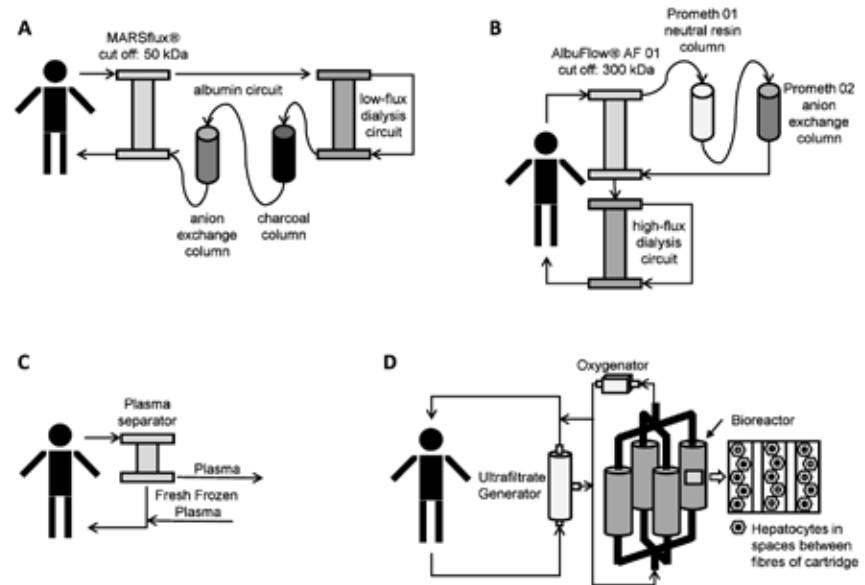 A
MARSflux®
cut off: 50 kDa
albumin circuit
low-flux
dialysis
circuit
anion
exchange
column
charcoal
column
B
AlbuFlow® AF 01
cut off: 300 kDa
Prometh 01
neutral resin
column
Prometh 02
anion
exchange
column
high-flux
dialysis
circuit
C
Plasma
separator
Plasma
Fresh Frozen
Plasma
D
Oxygenator
Bioreactor
Ultrafiltrate
Generator
Hepatocytes in
spaces between
fibres of cartridge